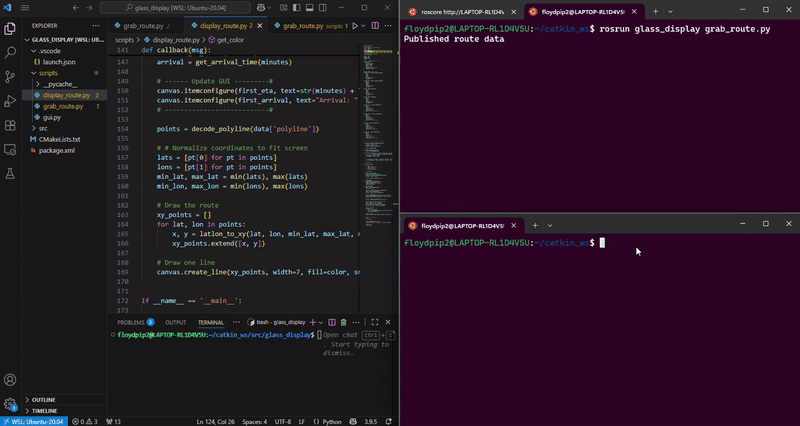 glass_display [WSL: Ubuntu-20.04]
EXPLORER
GLASS_DISPLAY [WSL: UBUNTU-20.04]
.vscode
launch.json
scripts
__pycache__
display_route.py 2
grab_route.py 1
gui.py
src
CMakeLists.txt
package.xml
OUTLINE
TIMELINE
grab_route.py 1
display_route.py 2
grab_route.py
scripts > display_route.py > get_color
141 def callback(msg):
147 arrival = get_arrival_time(minutes)
148
149 # ------ Update GUI ---------#
150 canvas.itemconfigure(first_eta, text=str(minutes) +
151 canvas.itemconfigure(first_arrival, text="Arrival: "
152 # --------------------------#
153
154 points = decode_polyline(data['polyline'])
155
156 # # Normalize coordinates to fit screen
157 lats = [pt[0] for pt in points]
158 lons = [pt[1] for pt in points]
159 min_lat, max_lat = min(lats), max(lats)
160 min_lon, max_lon = min(lons), max(lons)
161
162 # Draw the route
163 xy_points = []
164 for lat, lon in points:
165 x, y = latlon_to_xy(lat, lon, min_lat, max_lat,
166 xy_points.extend([x, y])
167
168 # Draw one line
169 canvas.create_line(xy_points, width=7, fill=color,
170
171
172 if __name__ == '__main__':
173
PROBLEMS 3 OUTPUT TERMINAL bash - glass_display
floydpip2@LAPTOP-RL1D4V5U:~/catkin_ws/src/glass_display$ Open chat Ctrl+I
. Start typing to
dismiss.
WSL: Ubuntu-20.04 0 3 13 Ln 124, Col 26 Spaces: 4 UTF-8 LF Python 3.9.5
roscore http://LAPTOP-RL1D4V5U
floydpip2@LAPTOP-RL1D4V5U:
floydpip2@LAPTOP-RL1D4V5U:~/catkin_ws$ rosrun glass_display grab_route.py
Published route data
floydpip2@LAPTOP-RL1D4V5U:
floydpip2@LAPTOP-RL1D4V5U:~/catkin_ws$